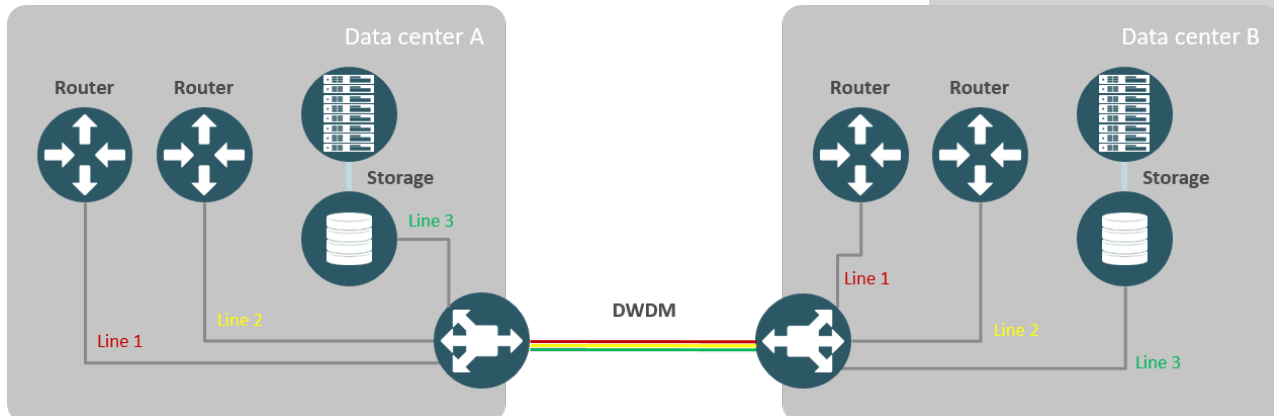 Data center A
Router
Router
Storage
Line 3
Line 2
Line 1
DWDM
Data center B
Router
Router
Storage
Line 1
Line 2
Line 3